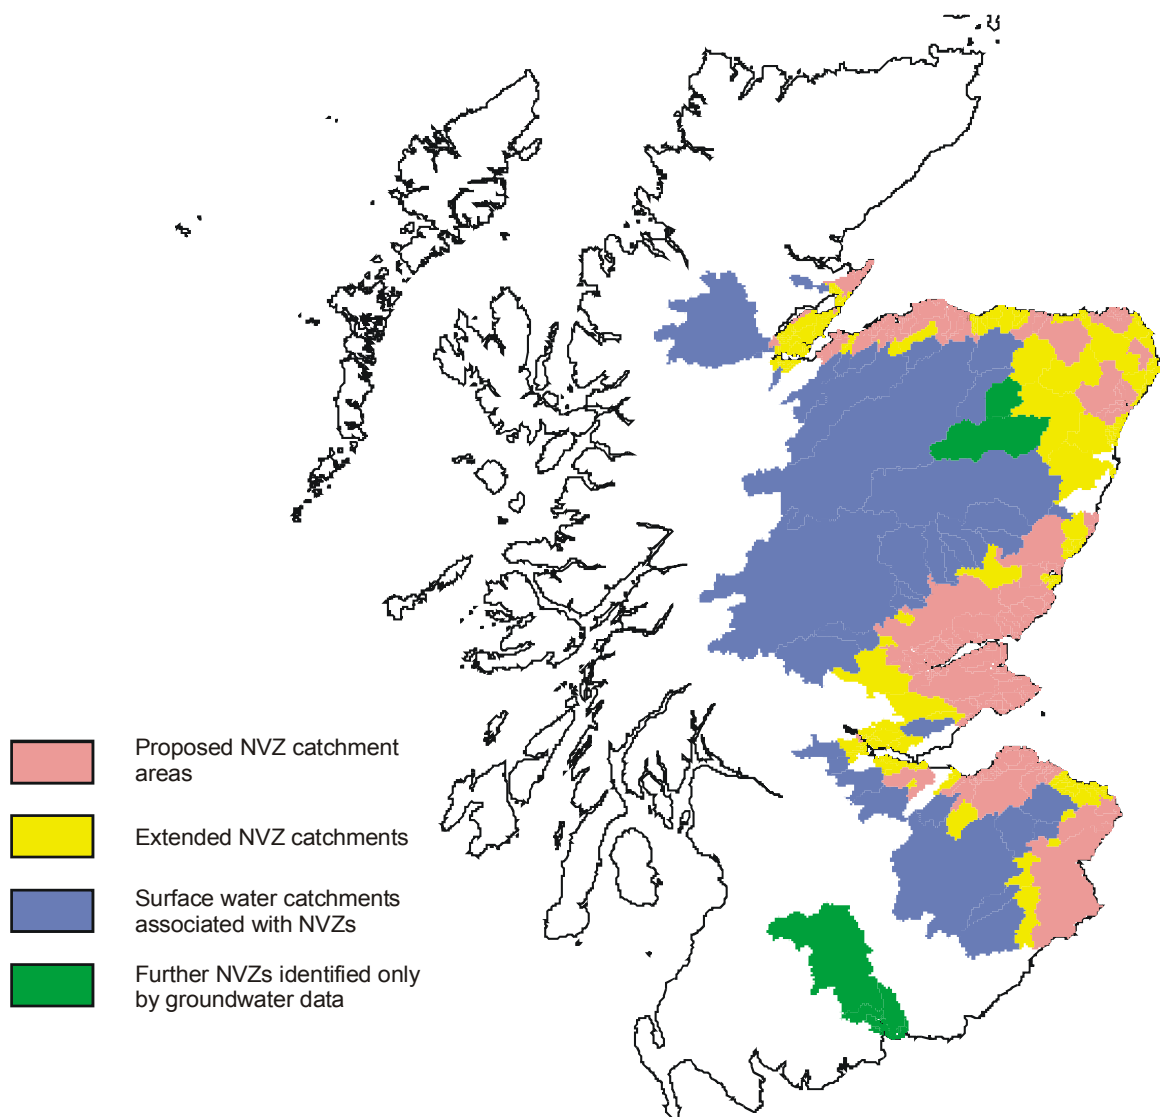 Proposed NVZ catchment
areas
Extended NVZ catchments
Surface water catchments
associated with NVZs
Further NVZs identified only
by groundwater data